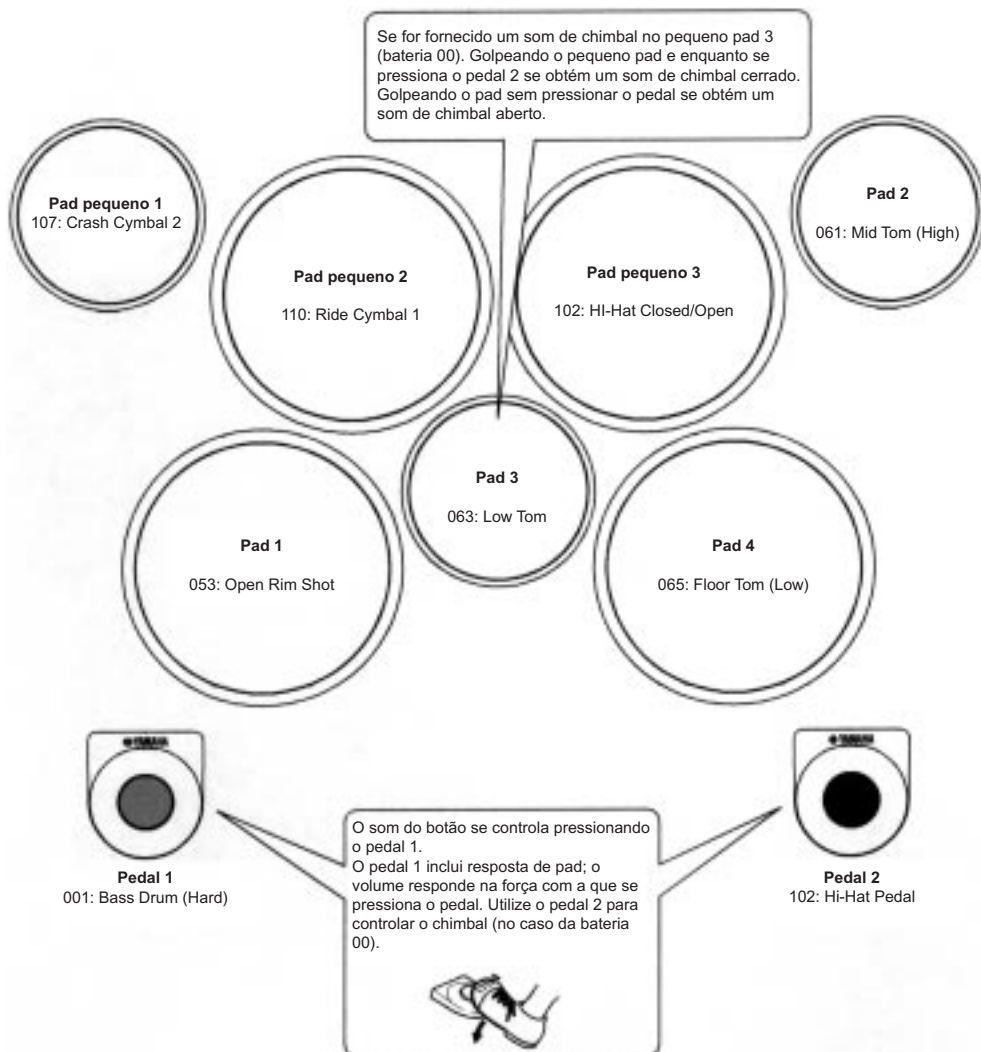 Se for fornecido um som de chimbal no pequeno pad 3
(bateria 00). Golpeando o pequeno pad e enquanto se
pressiona o pedal 2 se obtém um som de chimbal cerrado.
Golpeando o pad sem pressionar o pedal se obtém um
som de chimbal aberto.
Pad pequeno 1
107: Crash Cymbal 2
Pad pequeno 2
110: Ride Cymbal 1
Pad pequeno 3
102: HI-Hat Closed/Open
Pad 2
061: Mid Tom (High)
Pad 1
053: Open Rim Shot
Pad 3
063: Low Tom
Pad 4
065: Floor Tom (Low)
YAMAHA
Pedal 1
001: Bass Drum (Hard)
O som do botão se controla pressionando
o pedal 1.
O pedal 1 inclui resposta de pad; o
volume responde na força com a que se
pressiona o pedal. Utilize o pedal 2 para
controlar o chimbal (no caso da bateria
00).
YAMAHA
Pedal 2
102: Hi-Hat Pedal